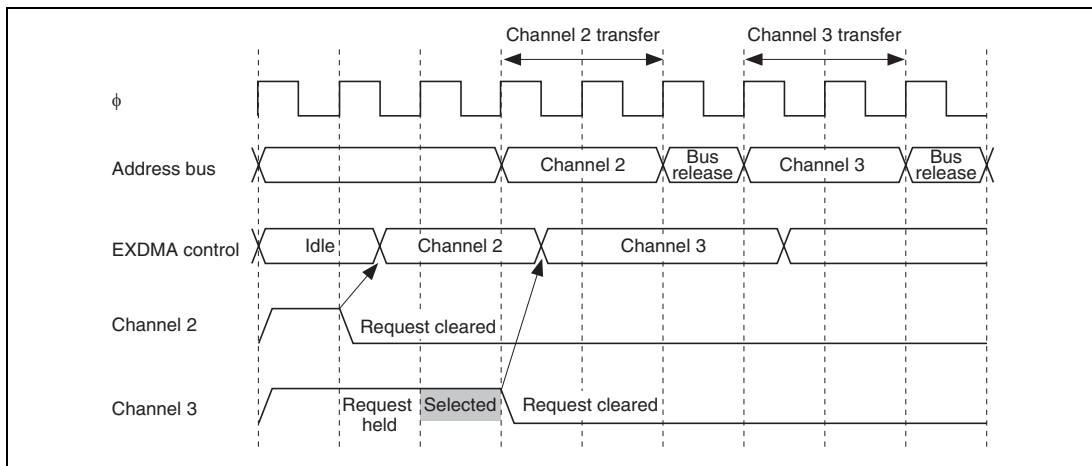 Channel 2 transfer Channel 3 transfer
ϕ
Address bus Channel 2 Bus release Channel 3 Bus release
EXDMA control Idle Channel 2 Channel 3
Channel 2 Request cleared
Channel 3 Request held Selected Request cleared